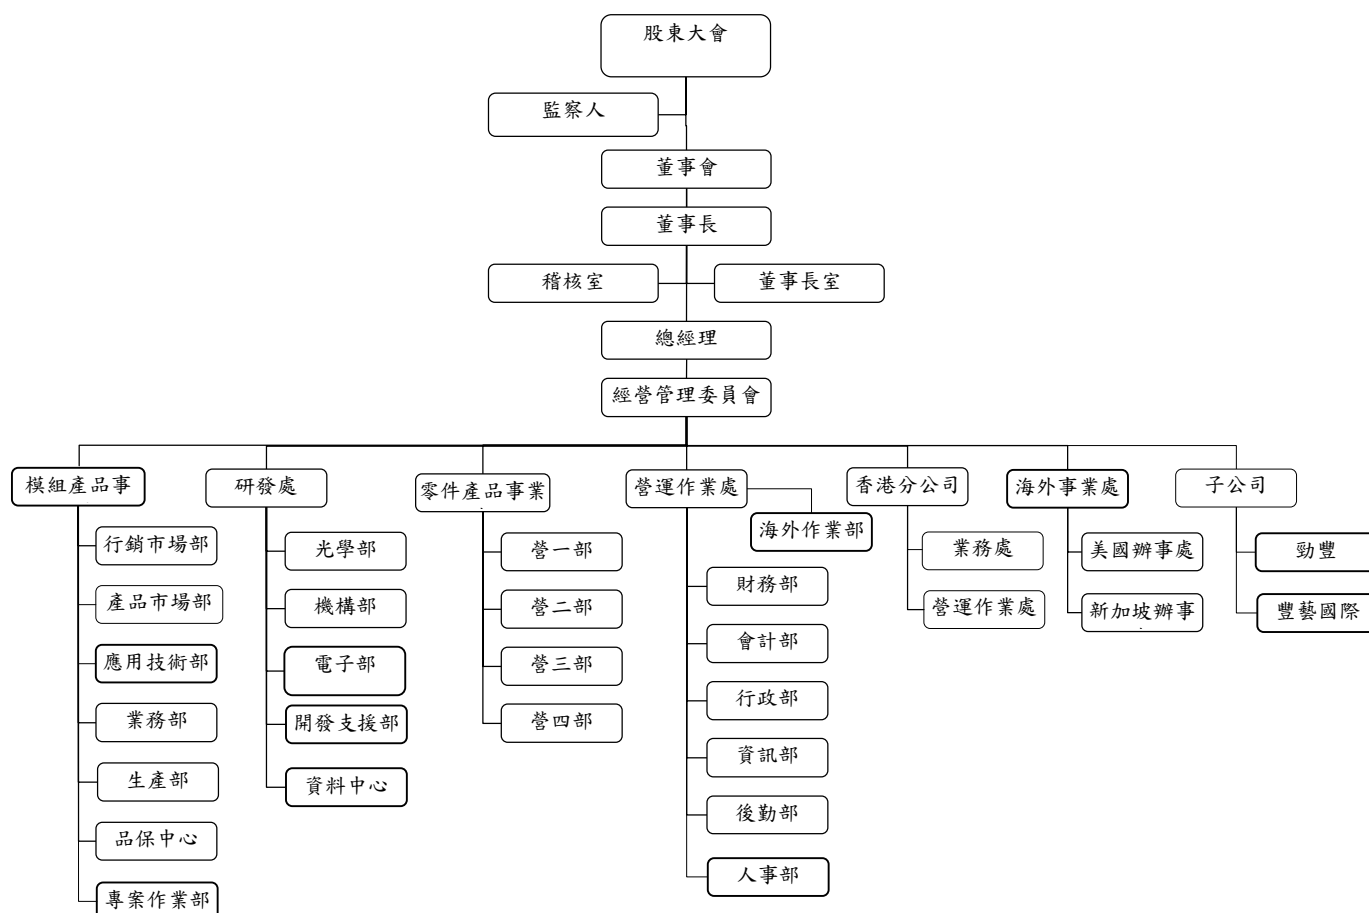 股東大會
監察人
董事會
董事長
稽核室
董事長室
總經理
經營管理委員會
模組產品事
研發處
零件產品事業
營運作業處
香港分公司
海外事業處
子公司
行銷市場部
產品市場部
應用技術部
業務部
生產部
品保中心
專案作業部
光學部
機構部
電子部
開發支援部
資料中心
營一部
營二部
營三部
營四部
海外作業部
財務部
會計部
行政部
資訊部
後勤部
人事部
業務處
營運作業處
美國辦事處
新加坡辦事
勁豐
豐藝國際